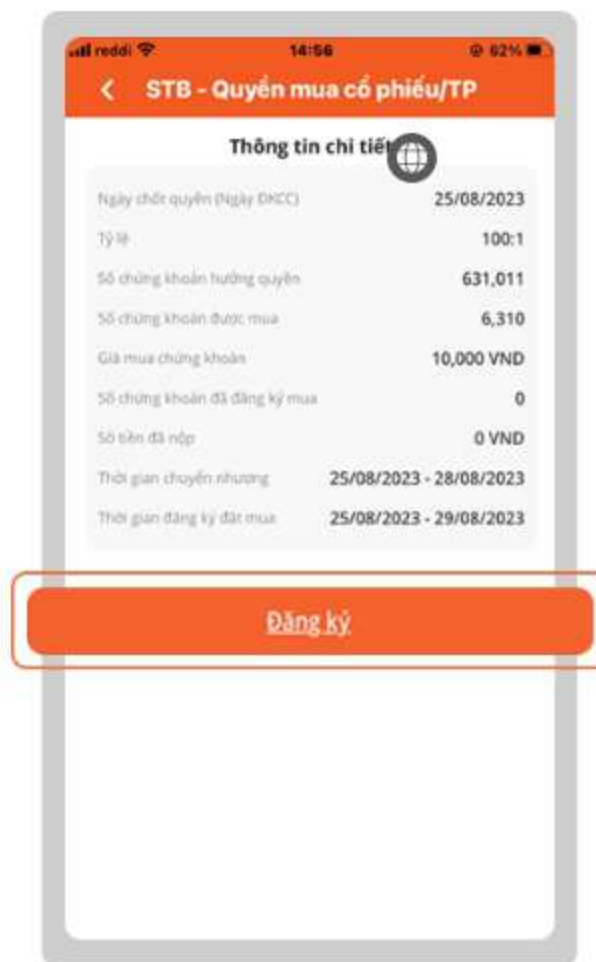 reddi 14:56 62%
STB - Quyền mua cổ phiếu/TP
Thông tin chi tiết
Ngày chốt quyền (Ngày ĐKCC) 25/08/2023
Tỷ lệ 100:1
Số chứng khoán hưởng quyền 631,011
Số chứng khoán được mua 6,310
Giá mua chứng khoán 10,000 VND
Số chứng khoán đã đăng ký mua 0
Số tiền đã nộp 0 VND
Thời gian chuyển nhượng 25/08/2023 - 28/08/2023
Thời gian đăng ký đặt mua 25/08/2023 - 29/08/2023
Đăng ký